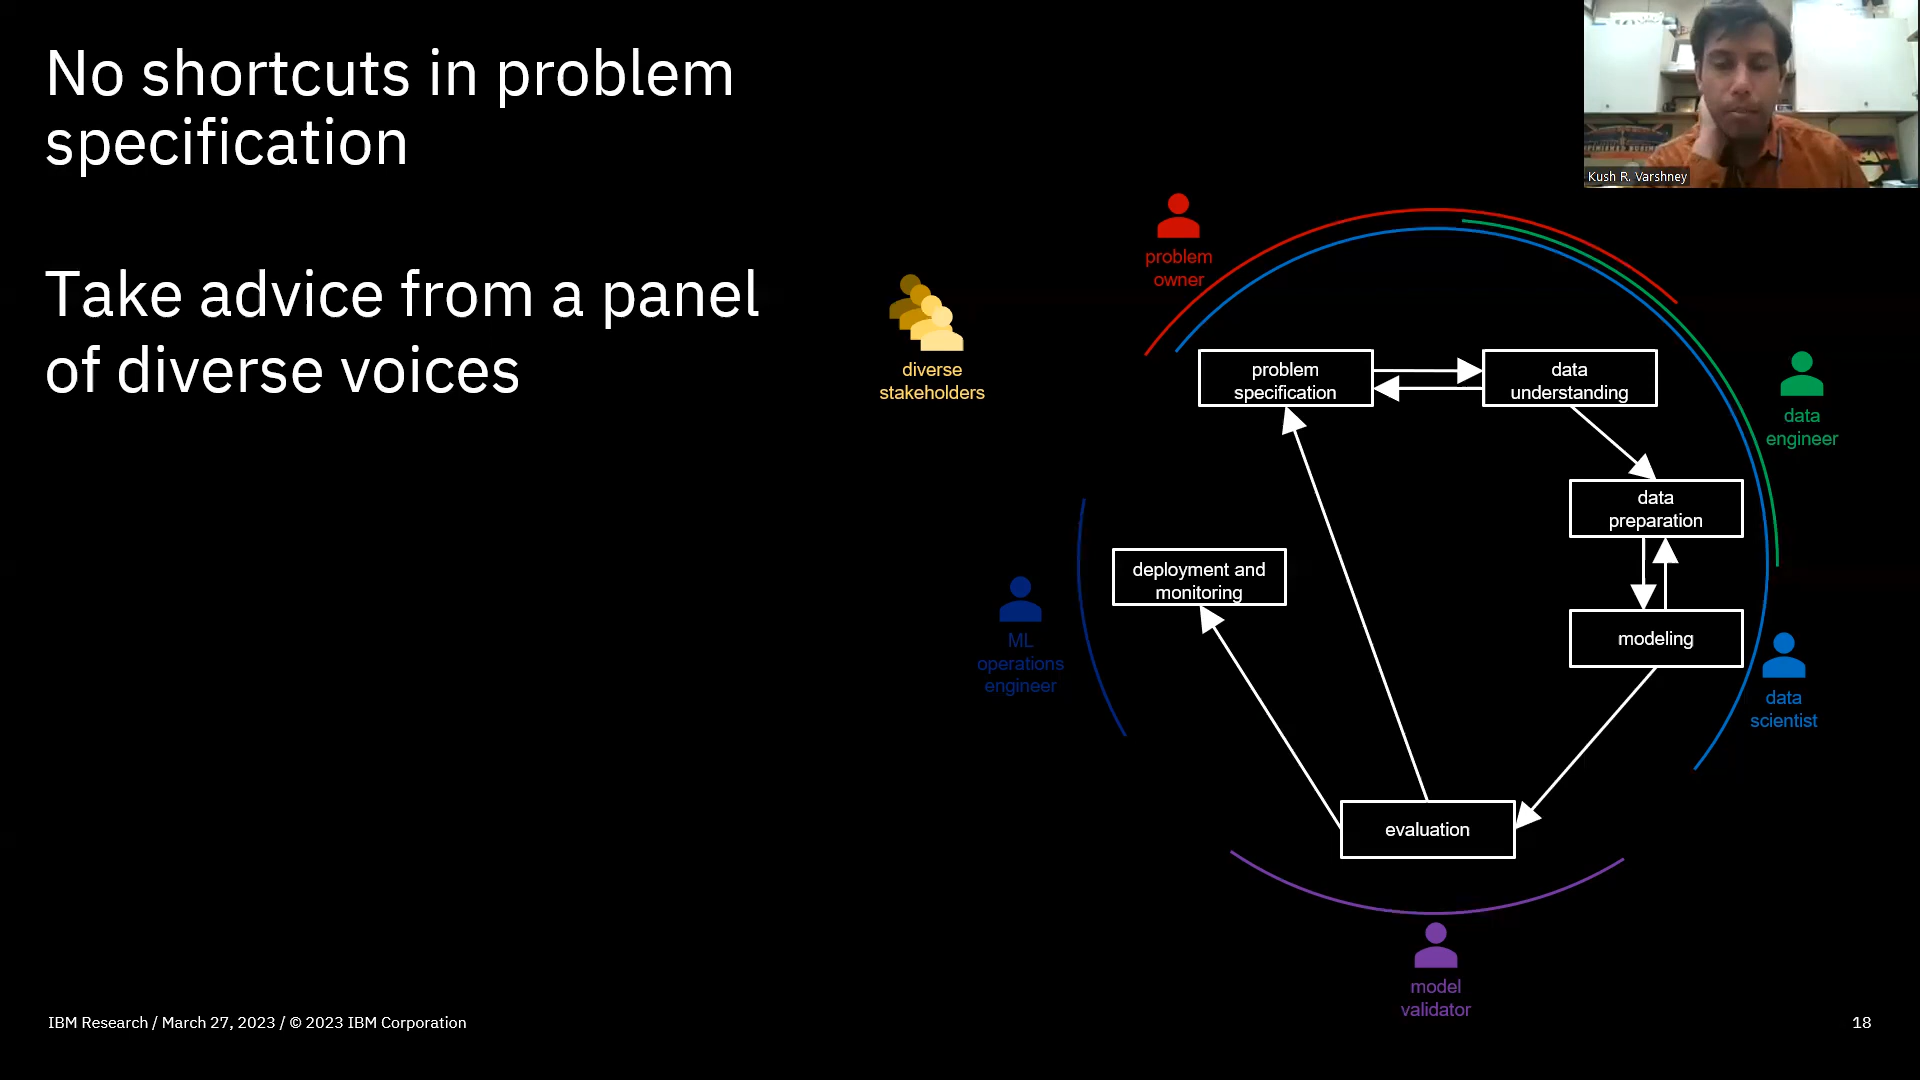 No shortcuts in problem
specification
Take advice from a panel
of diverse voices
Kush R. Varshney
problem
owner
diverse
stakeholders
problem
specification
data
understanding
data
engineer
data
preparation
deployment and
monitoring
ML
operations
engineer
modeling
data
scientist
evaluation
model
validator
IBM Research / March 27, 2023 / © 2023 IBM Corporation
18